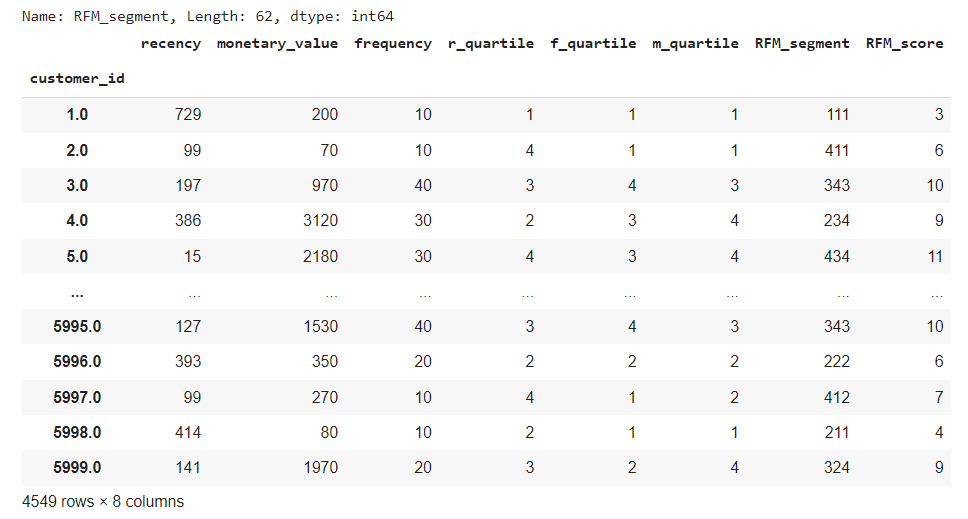 Name: RFM_segment, Length: 62, dtype: int64
recency monetary_value frequency r_quartile f_quartile m_quartile RFM_segment RFM_score
customer_id
1.0 729 200 10 1 1 1 111 3
2.0 99 70 10 4 1 1 411 6
3.0 197 970 40 3 4 3 343 10
4.0 386 3120 30 2 3 4 234 9
5.0 15 2180 30 4 3 4 434 11
... ... ... ... ... ... ... ... ...
5995.0 127 1530 40 3 4 3 343 10
5996.0 393 350 20 2 2 2 222 6
5997.0 99 270 10 4 1 2 412 7
5998.0 414 80 10 2 1 1 211 4
5999.0 141 1970 20 3 2 4 324 9
4549 rows × 8 columns